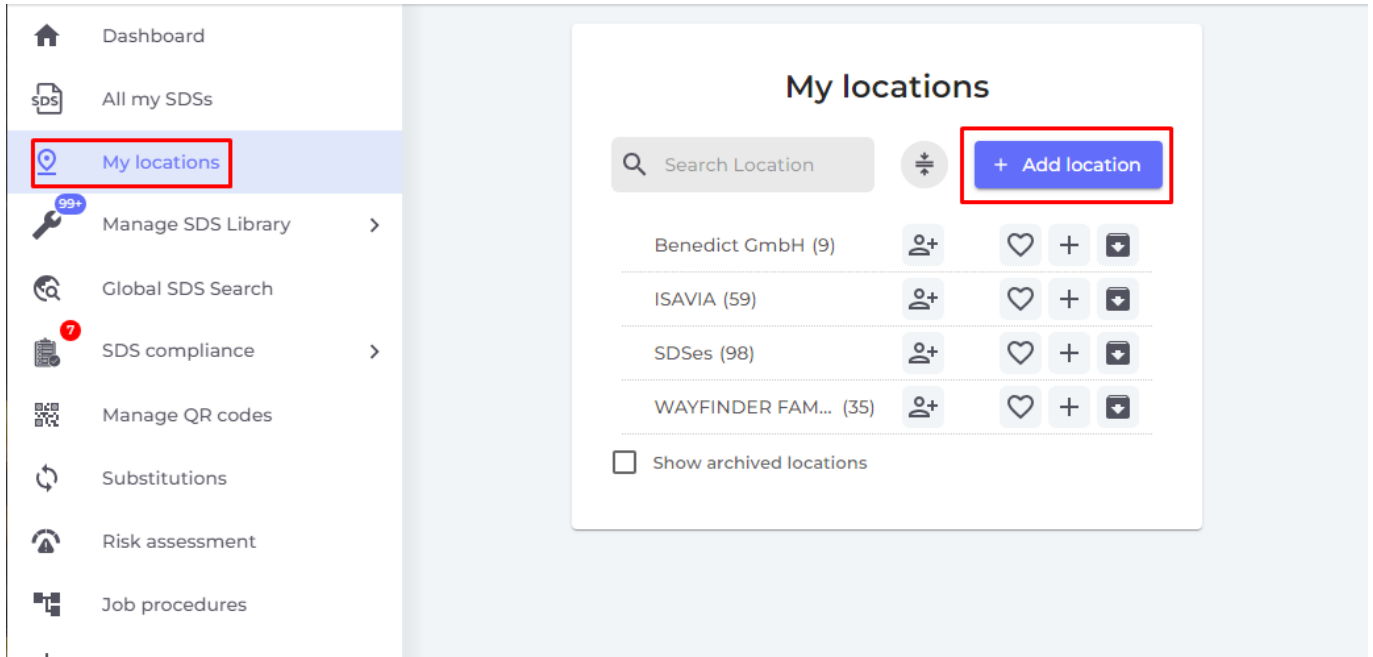 Dashboard
SDS
All my SDSs
My locations
99+
Manage SDS Library
Global SDS Search
7
SDS compliance
Manage QR codes
Substitutions
Risk assessment
Job procedures
My locations
Search Location
+ Add location
Benedict GmbH (9)
ISAVIA (59)
SDSes (98)
WAYFINDER FAM... (35)
Show archived locations